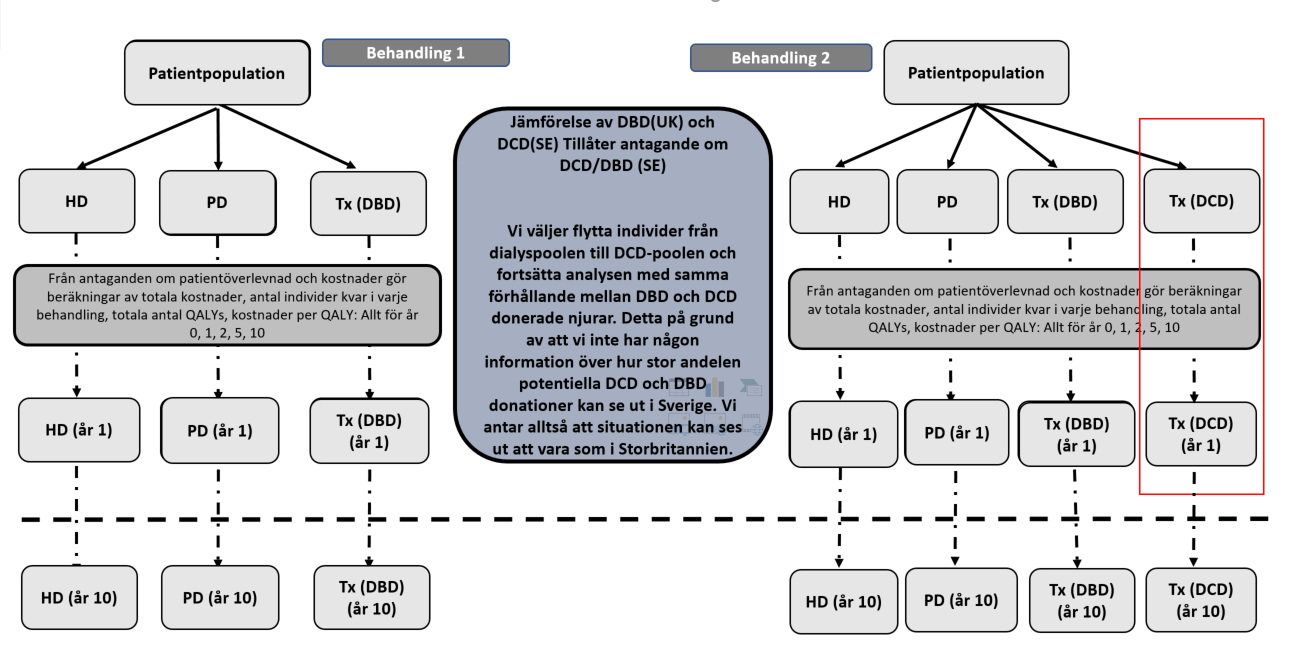 Behandling 1
Patientpopulation
HD
PD
Tx (DBD)
Från antaganden om patientöverlevnad och kostnader gör
beräkningar av totala kostnader, antal individer kvar i varje
behandling, totala antal QALYs, kostnader per QALY: Allt för år
0, 1, 2, 5, 10
HD (år 1)
PD (år 1)
Tx (DBD)
(år 1)
HD (år 10)
PD (år 10)
Tx (DBD)
(år 10)
Jämförelse av DBD(UK) och
DCD(SE) Tillåter antagande om
DCD/DBD (SE)
Vi väljer flytta individer från
dialyspoolen till DCD-poolen och
fortsätta analysen med samma
förhållande mellan DBD och DCD
donerade njurar. Detta på grund
av att vi inte har någon
information över hur stor andelen
potentiella DCD och DBD
donationer kan se ut i Sverige. Vi
antar alltså att situationen kan ses
ut att vara som i Storbritannien.
Behandling 2
Patientpopulation
HD
PD
Tx (DBD)
Tx (DCD)
Från antaganden om patientöverlevnad och kostnader gör beräkningar
av totala kostnader, antal individer kvar i varje behandling, totala antal
QALYs, kostnader per QALY: Allt för år 0, 1, 2, 5, 10
HD (år 1)
PD (år 1)
Tx (DBD)
(år 1)
Tx (DCD)
(år 1)
HD (år 10)
PD (år 10)
Tx (DBD)
(år 10)
Tx (DCD)
(år 10)